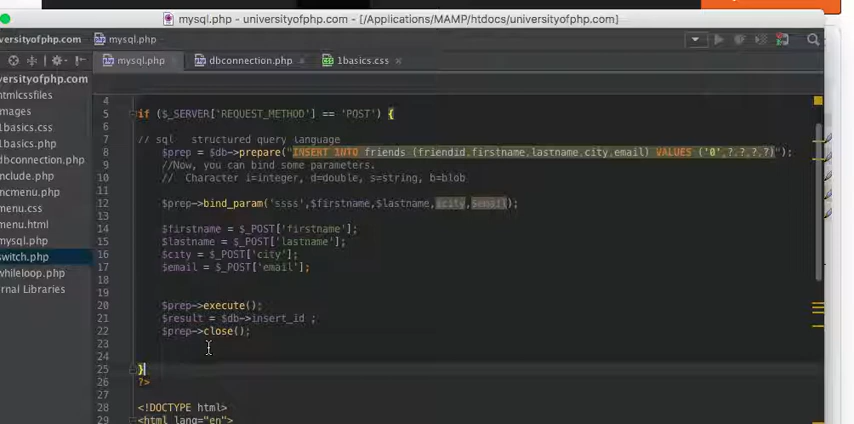 mysql.php - universityofphp.com - [/Applications/MAMP/htdocs/universityofphp.com]
versityofphp.com mysql.php
mysql.php × dbconnection.php × 1basics.css ×
versityofphp.com
htmlcssfiles
mages
1basics.css
1basics.php
dbconnection.php
nclude.php
ncmenu.php
menu.css
menu.html
mysql.php
switch.php
whileloop.php
rnal Libraries
4
5 if ($_SERVER['REQUEST_METHOD'] == 'POST') {
6
7 // sql structured query language
8 $prep = $db->prepare("INSERT INTO friends (friendid,firstname,lastname,city,email) VALUES ('0',?,?,?,?)");
9 //Now, you can bind some parameters.
10 // Character i=integer, d=double, s=string, b=blob
11
12 $prep->bind_param('ssss',$firstname,$lastname,$city,$email);
13
14 $firstname = $_POST['firstname'];
15 $lastname = $_POST['lastname'];
16 $city = $_POST['city'];
17 $email = $_POST['email'];
18
19
20 $prep->execute();
21 $result = $db->insert_id ;
22 $prep->close();
23
24
25 }
26 ?>
27
28 <!DOCTYPE html>
29 <html lang="en">